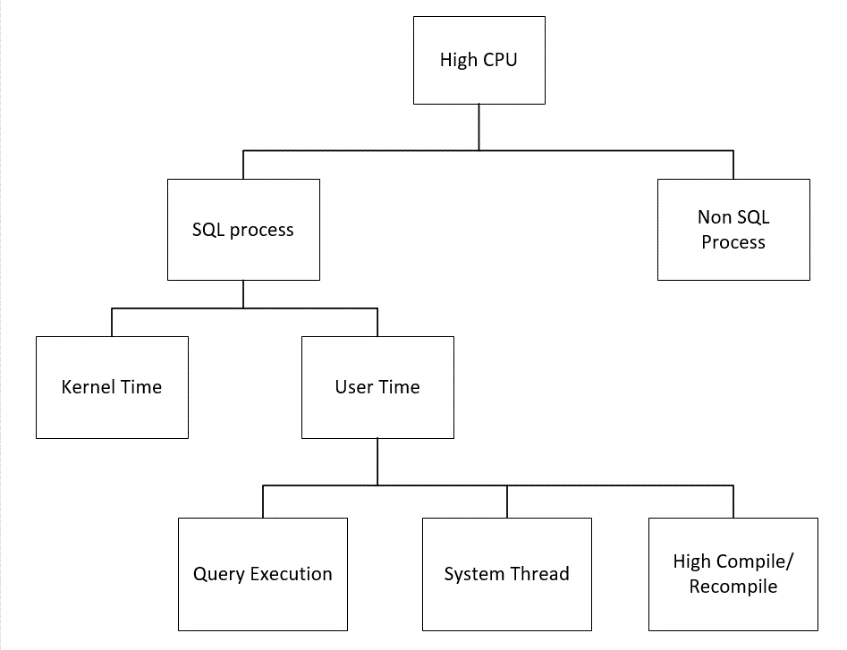 High CPU
SQL process
Non SQL
Process
Kernel Time
User Time
Query Execution
System Thread
High Compile/
Recompile